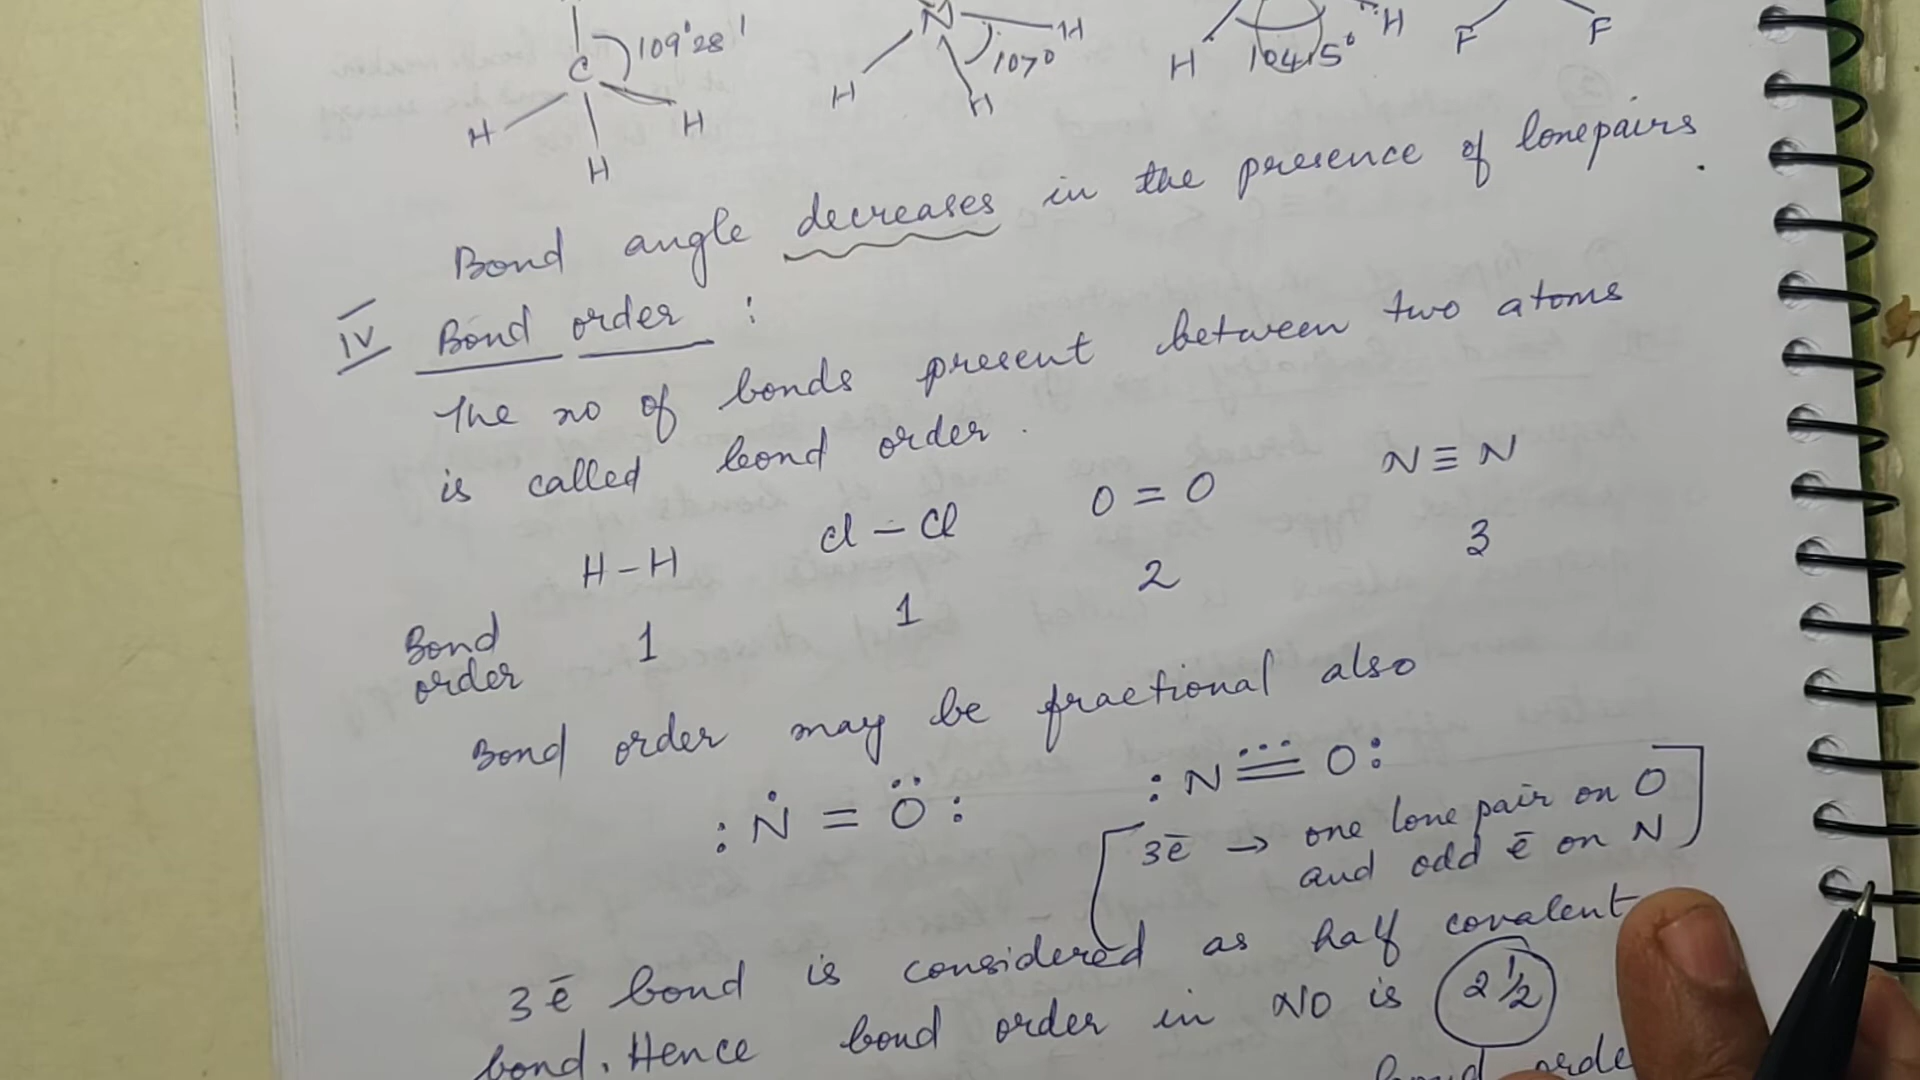 C 109°28'
H H
H
N H
107°
H H
H 104.5° H
F F
Bond angle decreases in the presence of lonepairs.
IV Bond order :
The no of bonds present between two atoms
is called bond order.
H-H Cl-Cl O=O N≡N
Bond order 1 1 2 3
Bond order may be fractional also
:Ṅ = Ö: :N ≡ O:
[3ē → one lone pair on O
and odd ē on N]
3ē bond is considered as half covalent
bond. Hence bond order in NO is 2 1/2